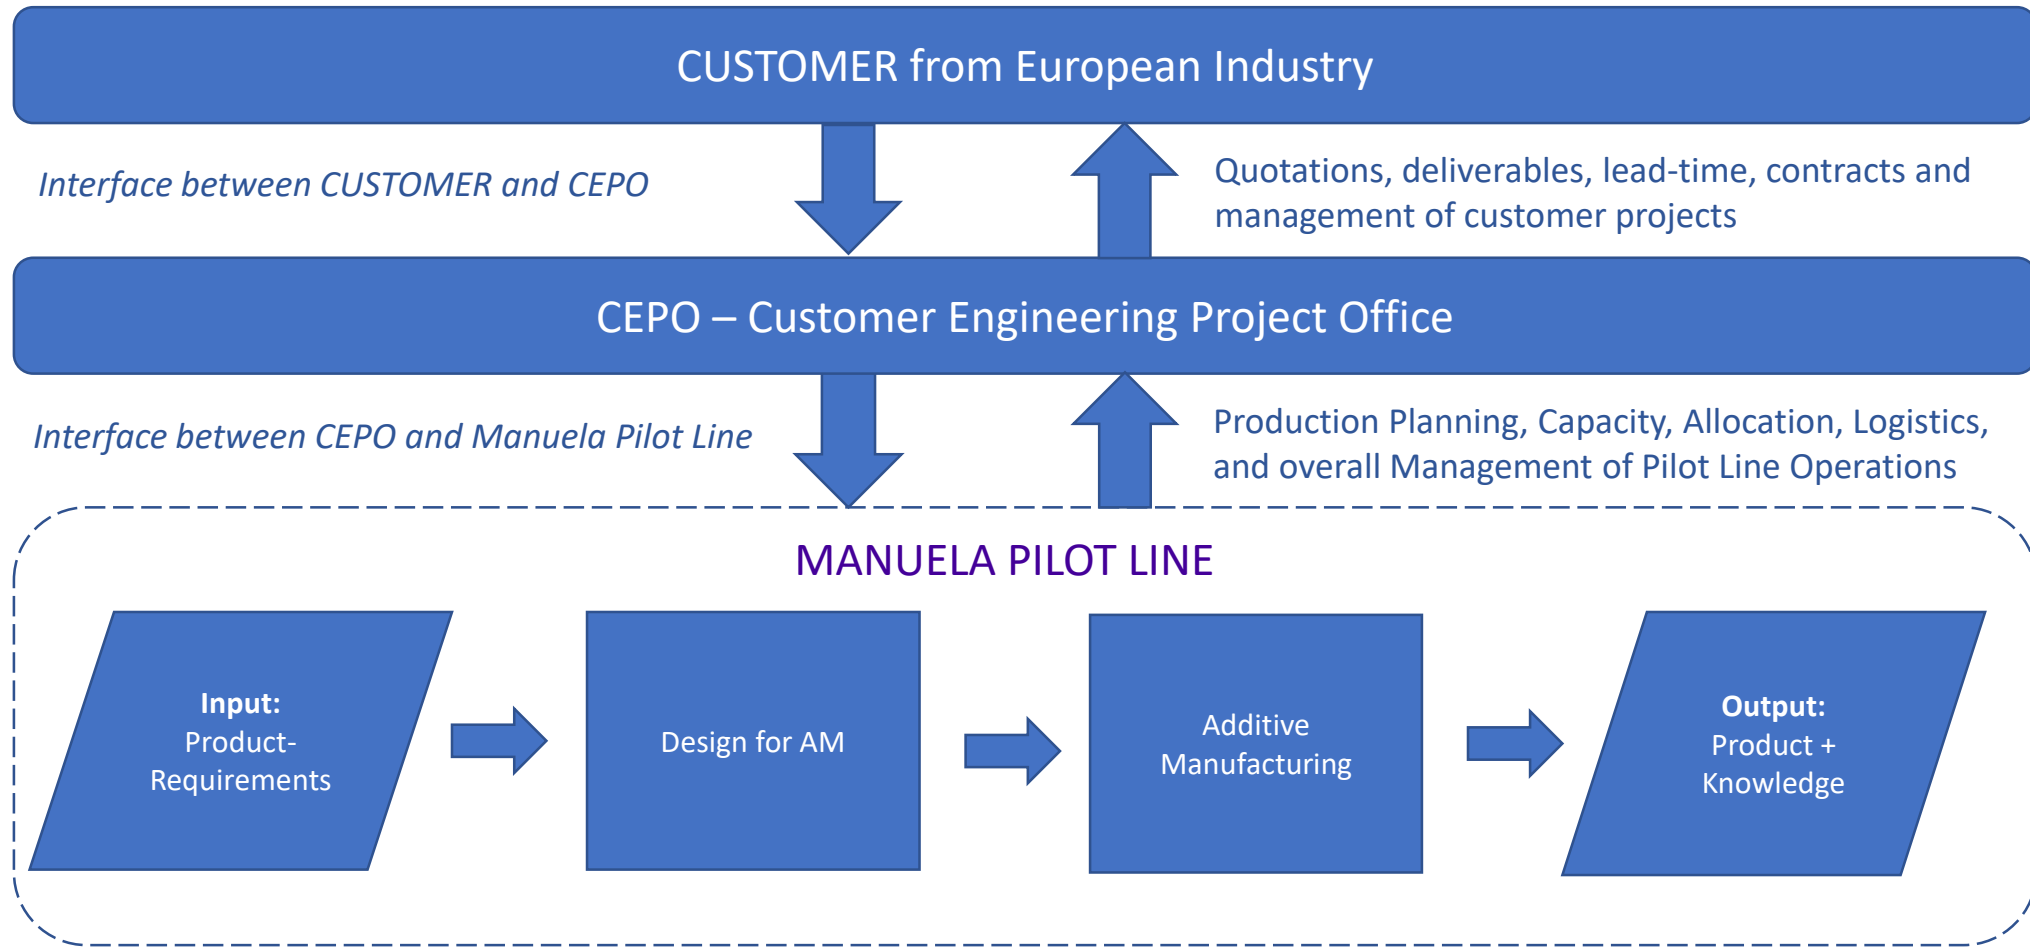 CUSTOMER from European Industry
Interface between CUSTOMER and CEPO
Quotations, deliverables, lead-time, contracts and
management of customer projects
CEPO – Customer Engineering Project Office
Interface between CEPO and Manuela Pilot Line
Production Planning, Capacity, Allocation, Logistics,
and overall Management of Pilot Line Operations
MANUELA PILOT LINE
Input:
Product-
Requirements
Design for AM
Additive
Manufacturing
Output:
Product +
Knowledge